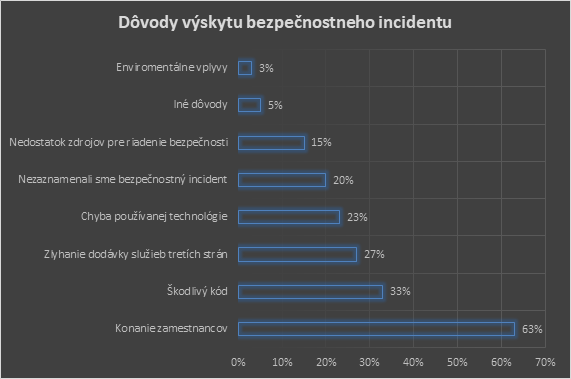 Dôvody výskytu bezpečnostneho incidentu
Enviromentálne vplyvy 3%
Iné dôvody 5%
Nedostatok zdrojov pre riadenie bezpečnosti 15%
Nezaznamenali sme bezpečnostný incident 20%
Chyba používanej technológie 23%
Zlyhanie dodávky služieb tretích strán 27%
Škodlivý kód 33%
Konanie zamestnancov 63%
0% 10% 20% 30% 40% 50% 60% 70%